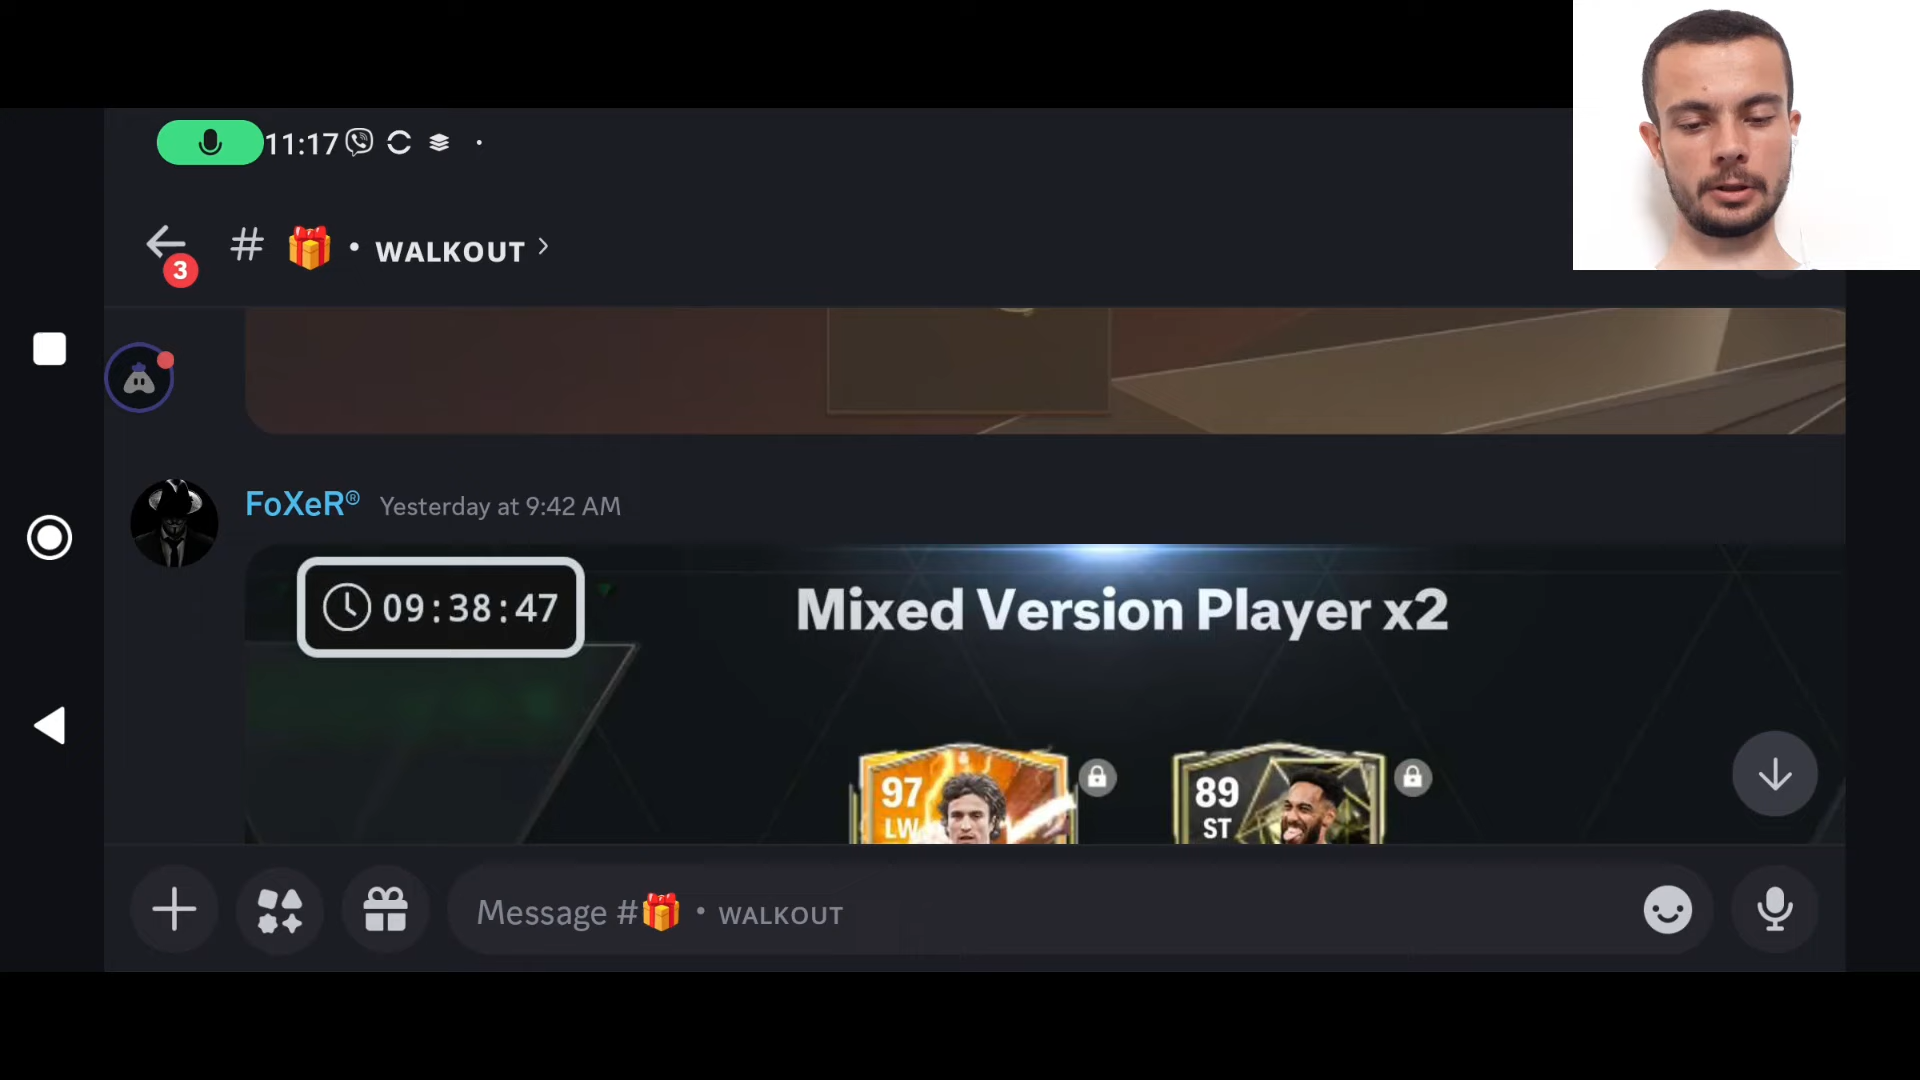 11:17
3
# 🎁 • WALKOUT
FoXeR® Yesterday at 9:42 AM
09:38:47
Mixed Version Player x2
97
LW
89
ST
Message #🎁 • WALKOUT